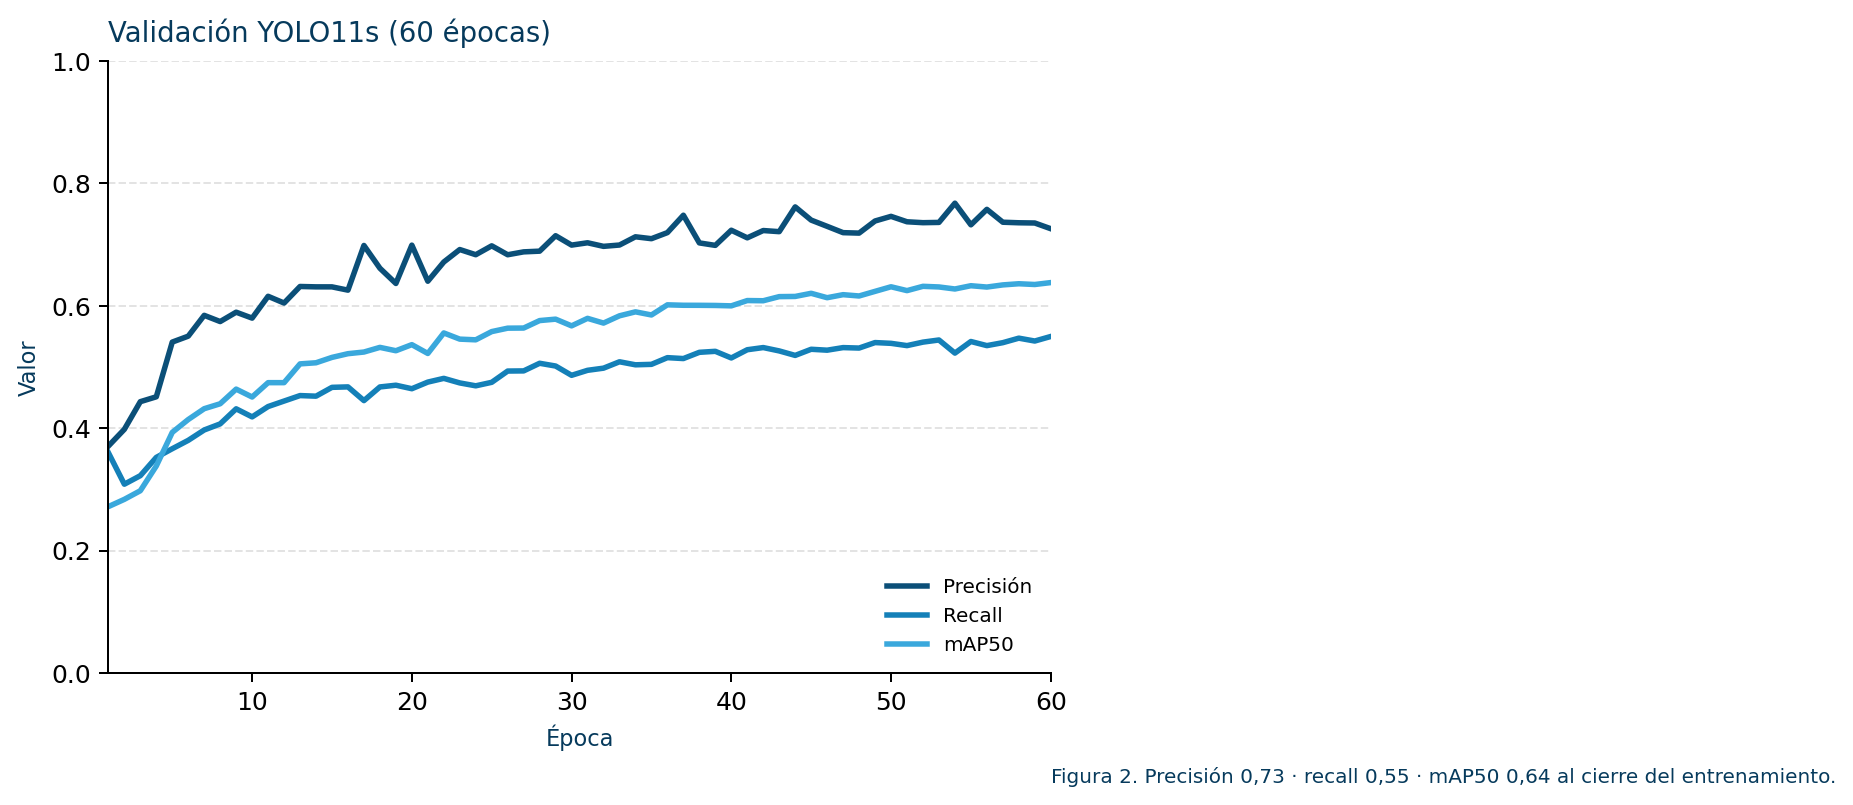 Validación YOLO11s (60 épocas)
1.0
0.8
0.6
0.4
0.2
0.0
Valor
Precisión
Recall
mAP50
10 20 30 40 50 60
Época
Figura 2. Precisión 0,73 · recall 0,55 · mAP50 0,64 al cierre del entrenamiento.